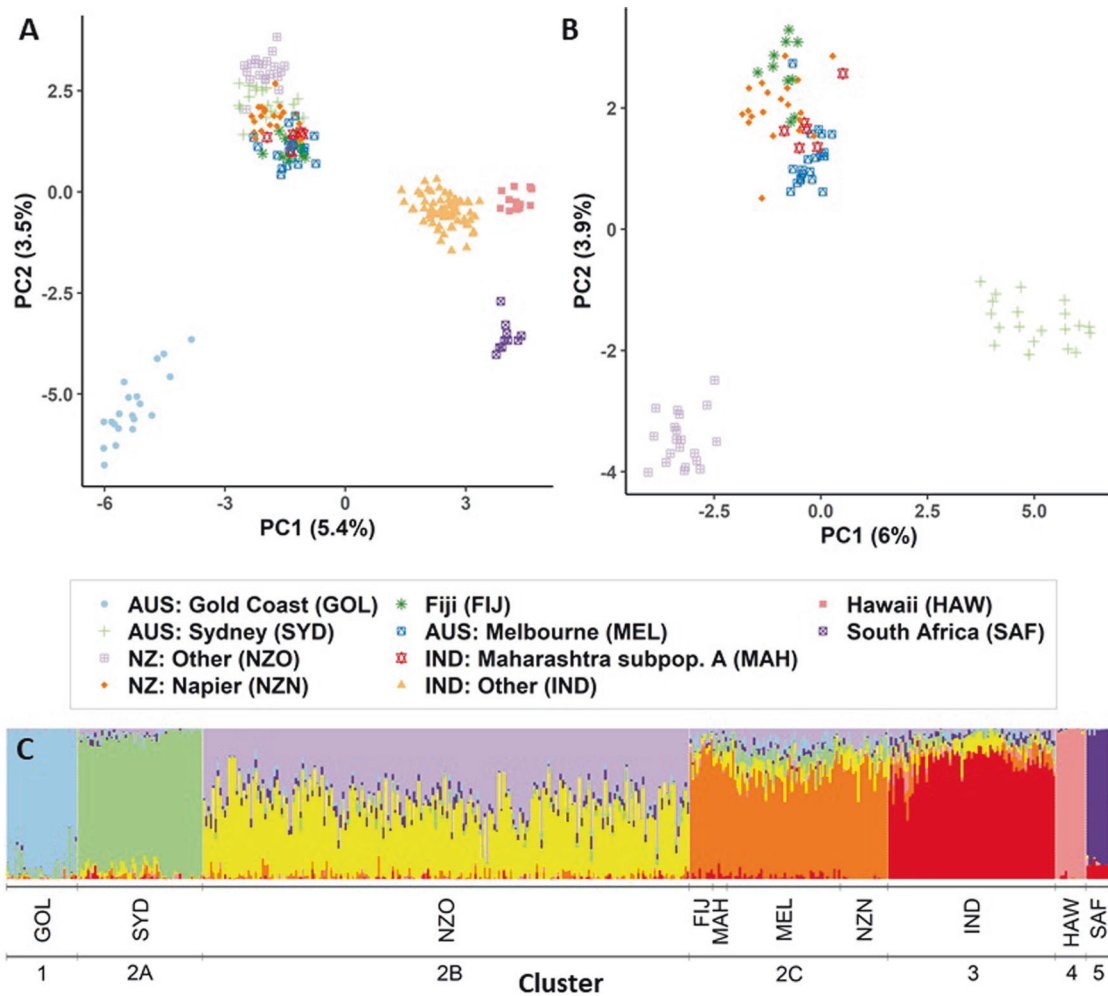 A
B
2.5
0.0
-2.5
-5.0
PC2 (3.5%)
-6
-3
0
3
PC1 (5.4%)
2
0
-2
-4
PC2 (3.9%)
-2.5
0.0
2.5
5.0
PC1 (6%)
AUS: Gold Coast (GOL)
AUS: Sydney (SYD)
NZ: Other (NZO)
NZ: Napier (NZN)
Fiji (FIJ)
AUS: Melbourne (MEL)
IND: Maharashtra subpop. A (MAH)
IND: Other (IND)
Hawaii (HAW)
South Africa (SAF)
C
GOL
SYD
NZO
FIJ
MAH
MEL
NZN
IND
HAW
SAF
1
2A
2B
2C
3
4
5
Cluster